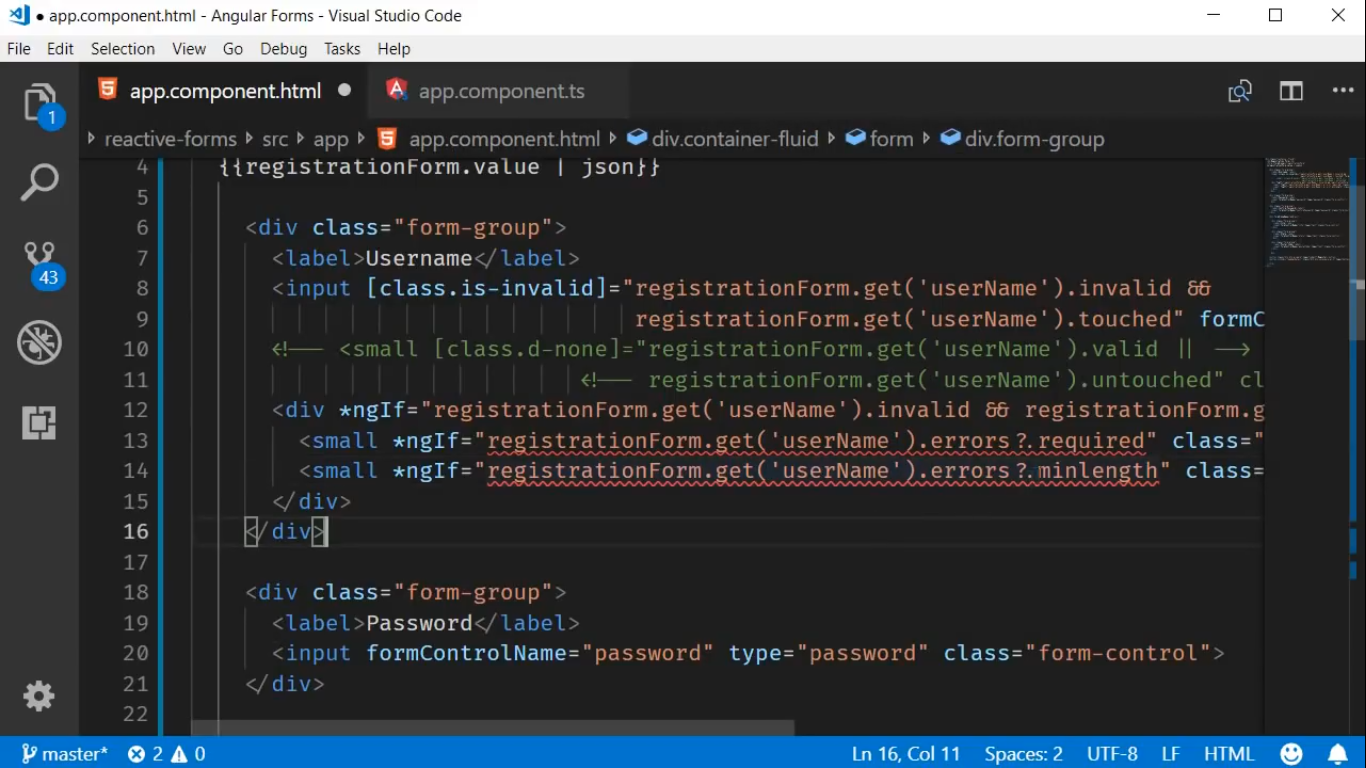 app.component.html - Angular Forms - Visual Studio Code
File Edit Selection View Go Debug Tasks Help
1
app.component.html app.component.ts
reactive-forms src app app.component.html div.container-fluid form div.form-group
4 {{registrationForm.value | json}}
5
6 <div class="form-group">
7 <label>Username</label>
8 <input [class.is-invalid]="registrationForm.get('userName').invalid &&
9 registrationForm.get('userName').touched" formC
10 <!-- <small [class.d-none]="registrationForm.get('userName').valid || -->
11 <!-- registrationForm.get('userName').untouched" cl
12 <div *ngIf="registrationForm.get('userName').invalid && registrationForm.g
13 <small *ngIf="registrationForm.get('userName').errors?.required" class="
14 <small *ngIf="registrationForm.get('userName').errors?.minlength" class=
15 </div>
16 </div>
17
18 <div class="form-group">
19 <label>Password</label>
20 <input formControlName="password" type="password" class="form-control">
21 </div>
22
43
master* 2 0 Ln 16, Col 11 Spaces: 2 UTF-8 LF HTML